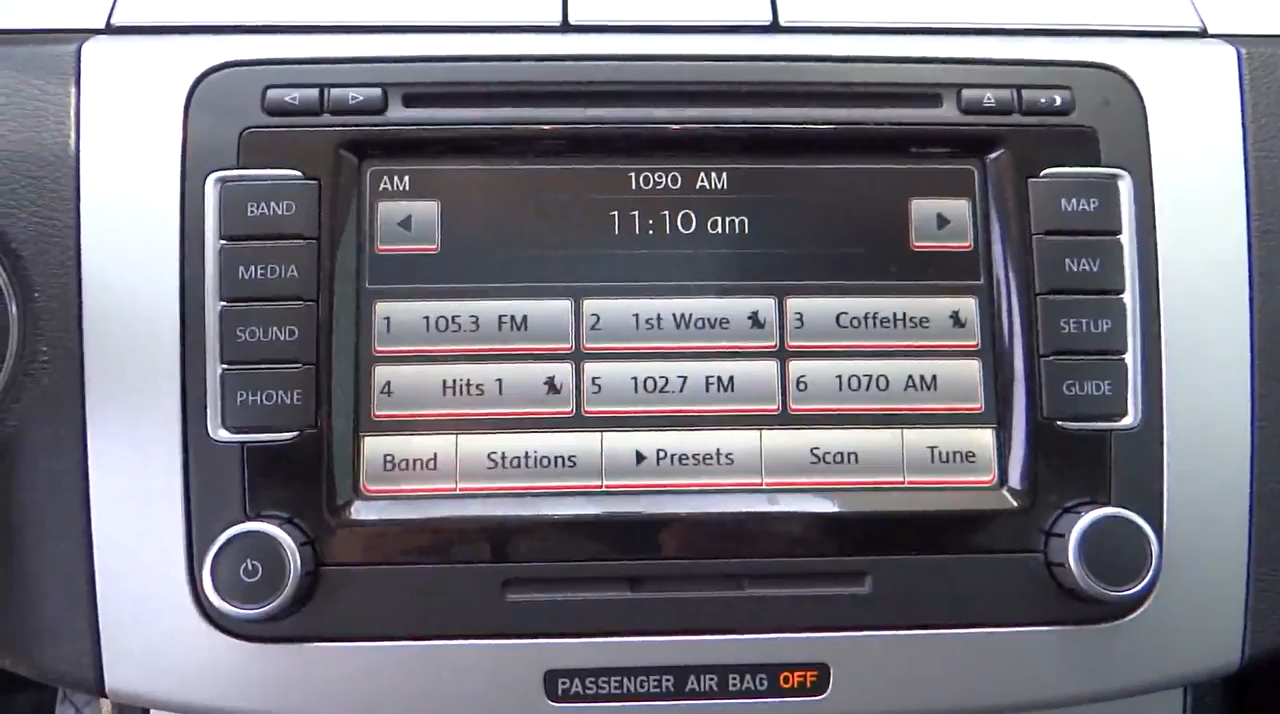 AM
1090 AM
11:10 am
BAND
MEDIA
SOUND
PHONE
1 105.3 FM
2 1st Wave
3 CoffeHse
4 Hits 1
5 102.7 FM
6 1070 AM
Band
Stations
Presets
Scan
Tune
MAP
NAV
SETUP
GUIDE
PASSENGER AIR BAG OFF